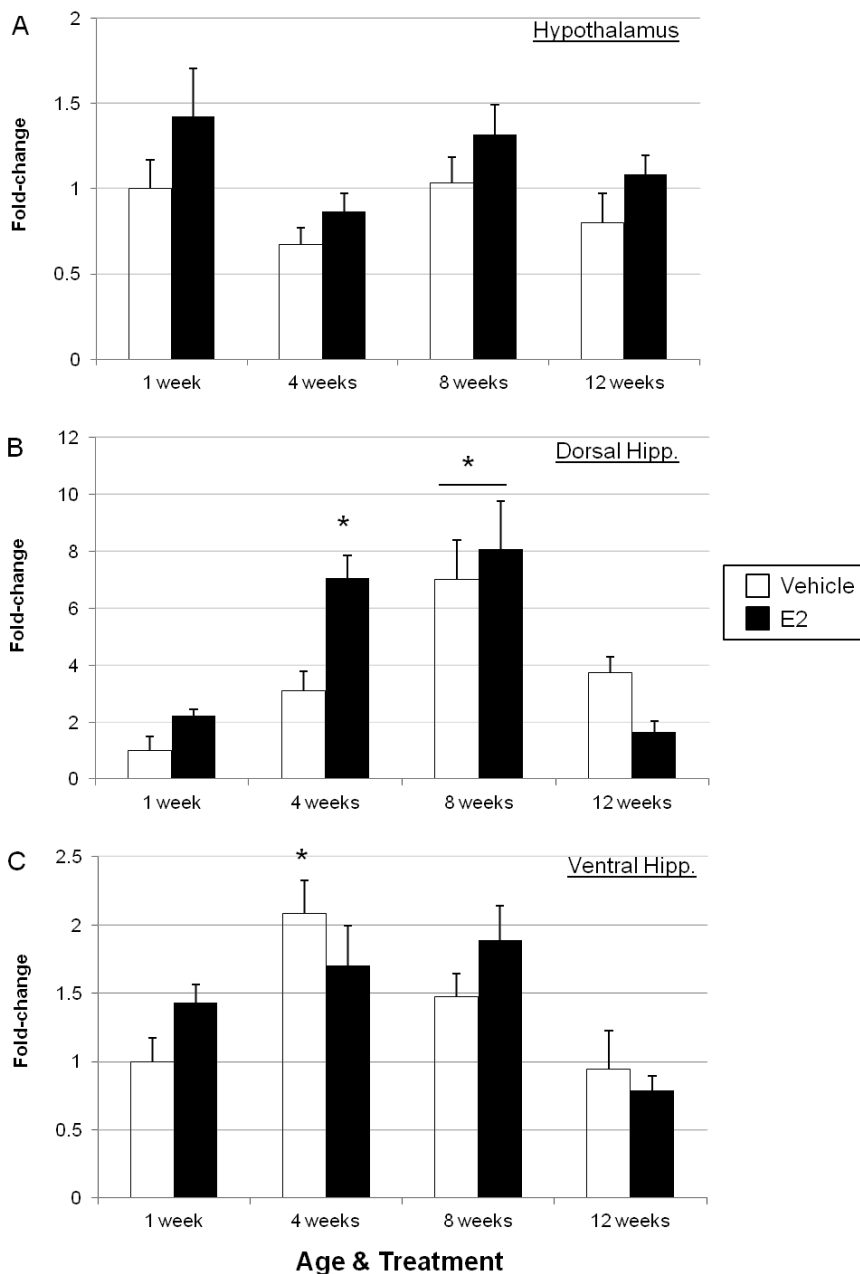 A
Hypothalamus
2
1.5
1
0.5
0
Fold-change
1 week
4 weeks
8 weeks
12 weeks
B
Dorsal Hipp.
12
10
8
6
4
2
0
Fold-change
*
*
1 week
4 weeks
8 weeks
12 weeks
Vehicle
E2
C
Ventral Hipp.
2.5
2
1.5
1
0.5
0
Fold-change
*
1 week
4 weeks
8 weeks
12 weeks
Age & Treatment